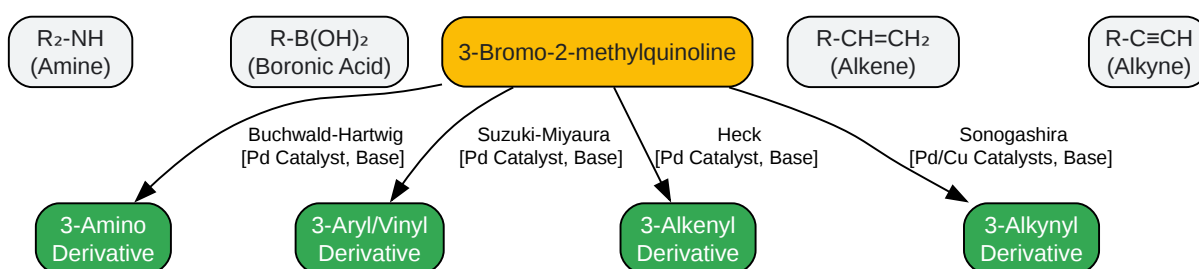 R₂-NH
(Amine)
R-B(OH)₂
(Boronic Acid)
3-Bromo-2-methylquinoline
R-CH=CH₂
(Alkene)
R-C≡CH
(Alkyne)
Buchwald-Hartwig
[Pd Catalyst, Base]
Suzuki-Miyaura
[Pd Catalyst, Base]
Heck
[Pd Catalyst, Base]
Sonogashira
[Pd/Cu Catalysts, Base]
3-Amino
Derivative
3-Aryl/Vinyl
Derivative
3-Alkenyl
Derivative
3-Alkynyl
Derivative